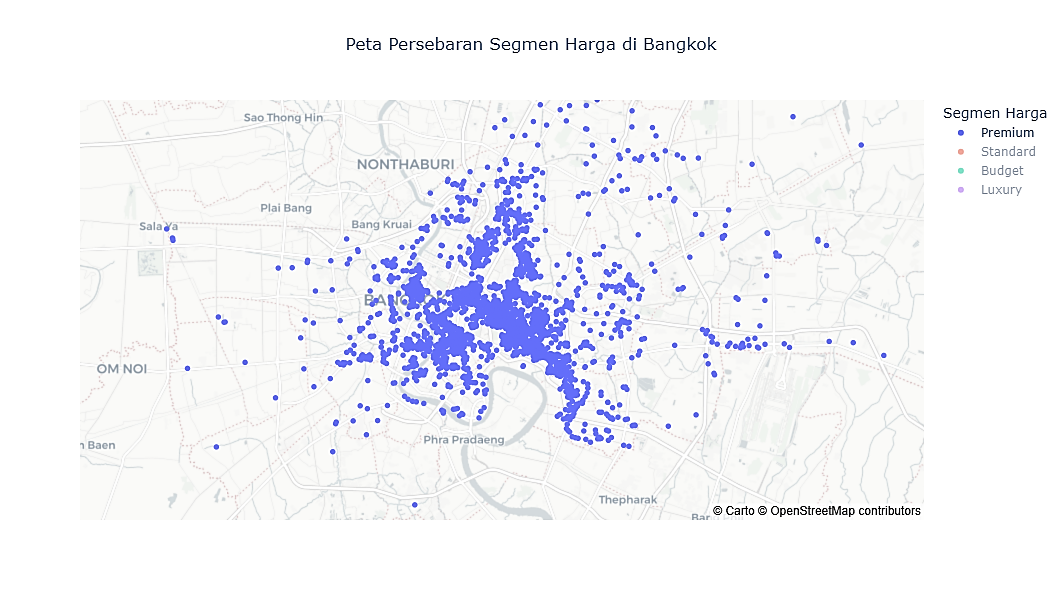 Peta Persebaran Segmen Harga di Bangkok
Segmen Harga
Premium
Standard
Budget
Luxury
Sao Thong Hin
NONTHABURI
Plai Bang
Bang Kruai
Sala Ya
OM NOI
Baen
Phra Pradaeng
Thepharak
© Carto © OpenStreetMap contributors